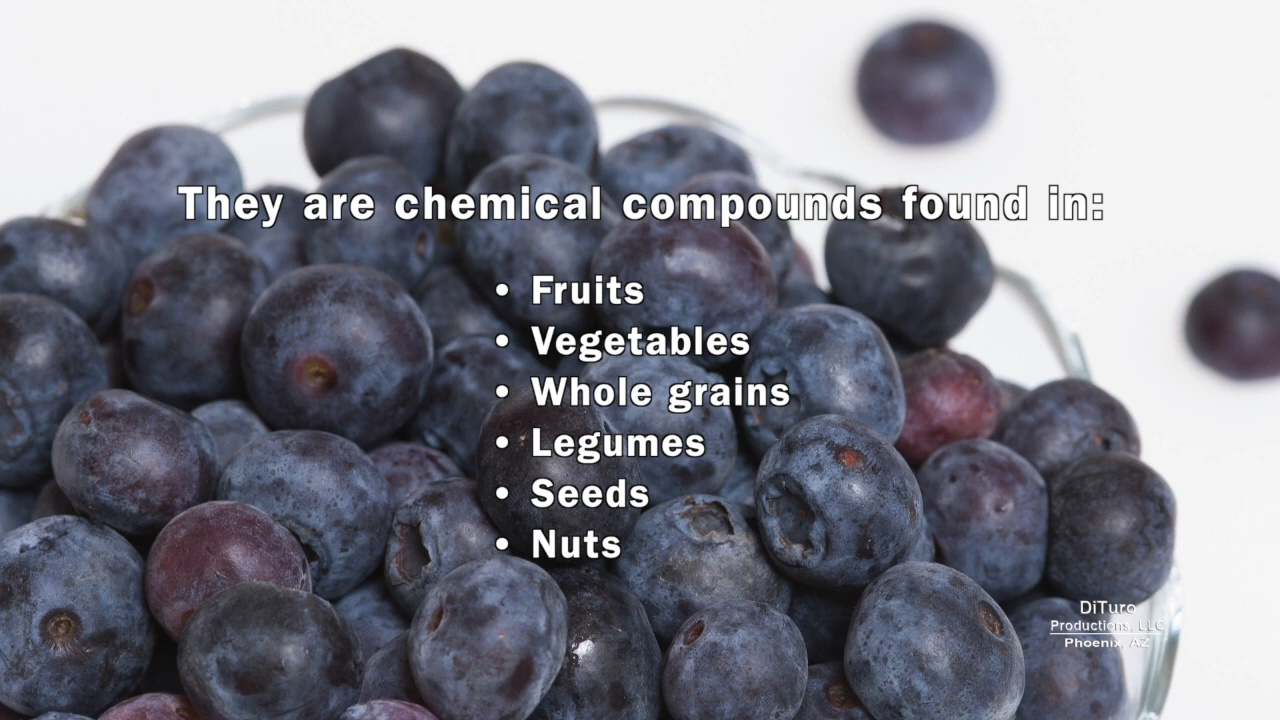 They are chemical compounds found in:
• Fruits
• Vegetables
• Whole grains
• Legumes
• Seeds
• Nuts
DiTuro
Productions, LLC
Phoenix, AZ